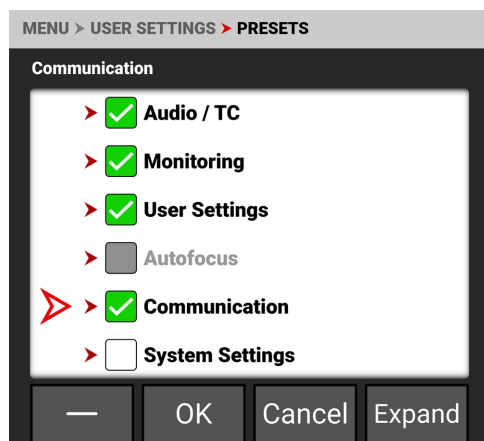 MENU > USER SETTINGS > PRESETS
Communication
Audio / TC
Monitoring
User Settings
Autofocus
Communication
System Settings
— OK Cancel Expand